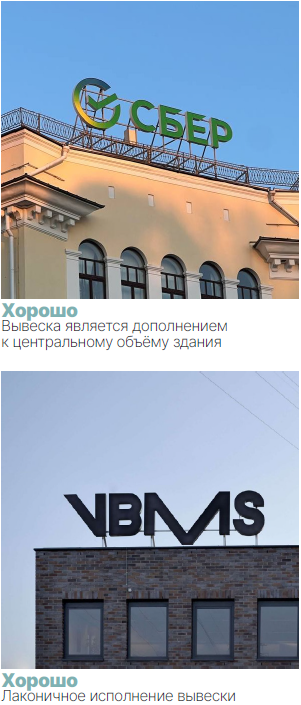 СБЕР
Хорошо
Вывеска является дополнением
к центральному объёму здания
VBMS
Хорошо
Лаконичное исполнение вывески